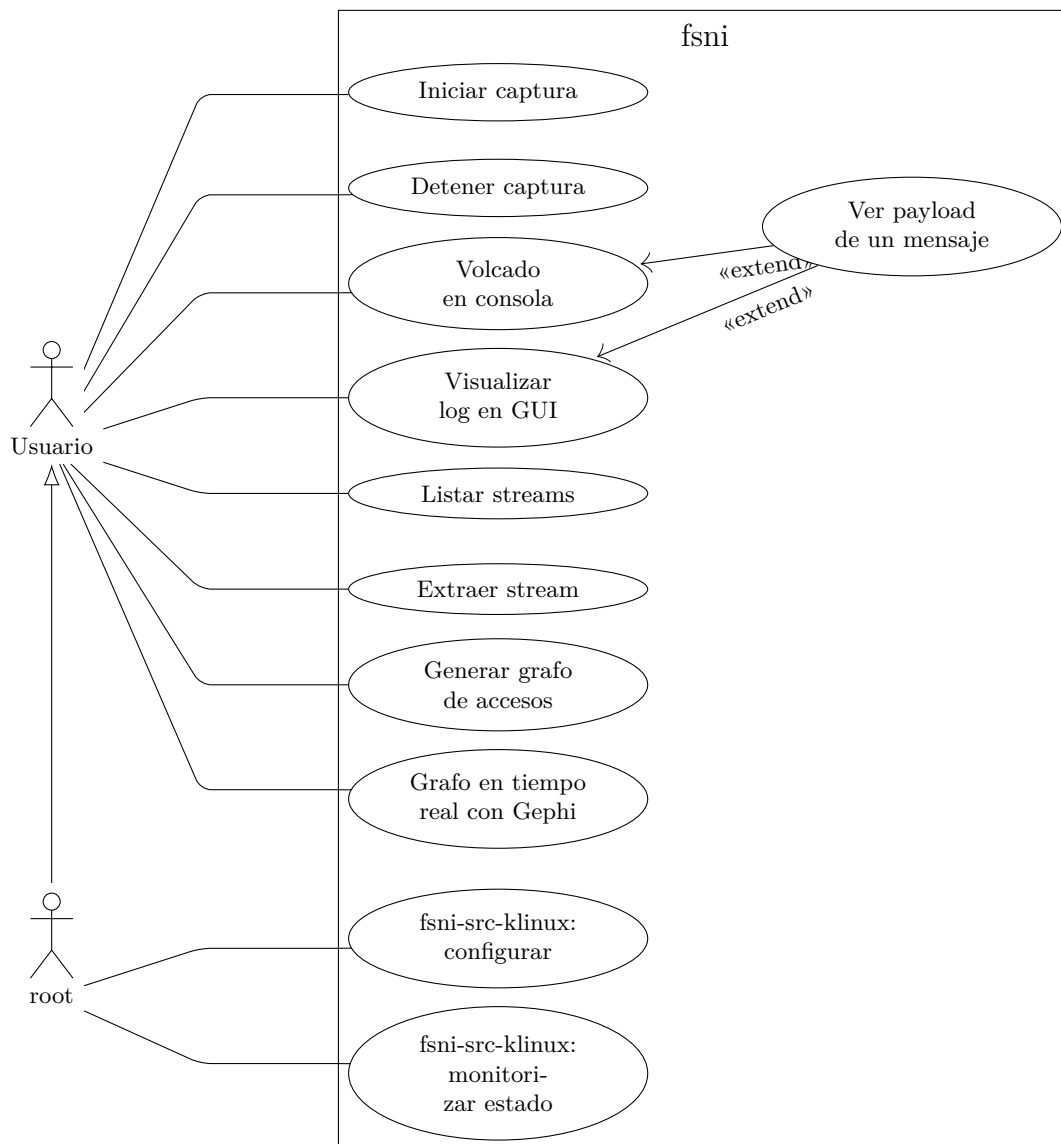 fsni
Iniciar captura
Detener captura
Ver payload
de un mensaje
Volcado
en consola
«extend»
«extend»
Visualizar
log en GUI
Usuario
Listar streams
Extraer stream
Generar grafo
de accesos
Grafo en tiempo
real con Gephi
fsni-src-klinux:
configurar
root
fsni-src-klinux:
monitori-
zar estado